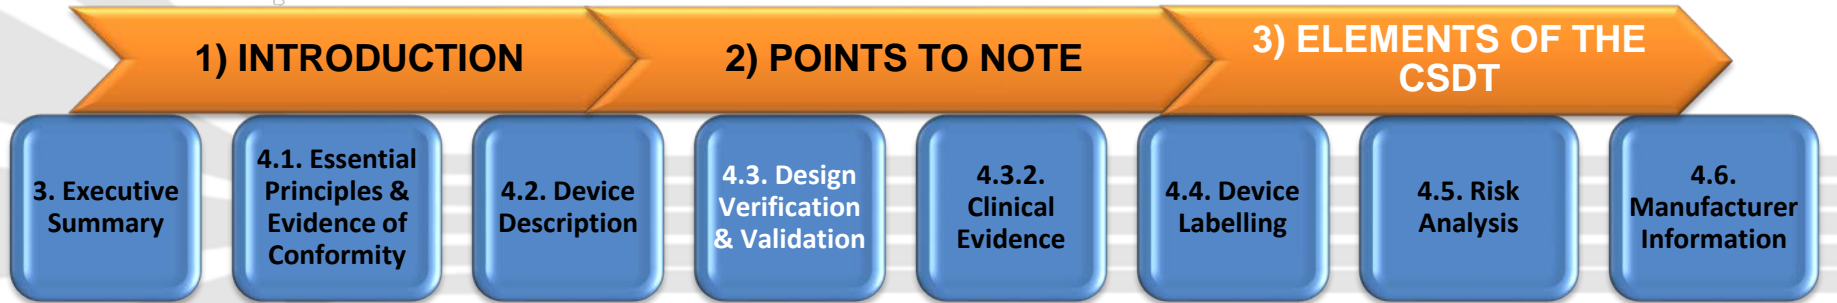 1) INTRODUCTION
2) POINTS TO NOTE
3) ELEMENTS OF THE
CSDT
3. Executive
Summary
4.1. Essential
Principles &
Evidence of
Conformity
4.2. Device
Description
4.3. Design
Verification
& Validation
4.3.2.
Clinical
Evidence
4.4. Device
Labelling
4.5. Risk
Analysis
4.6.
Manufacturer
Information